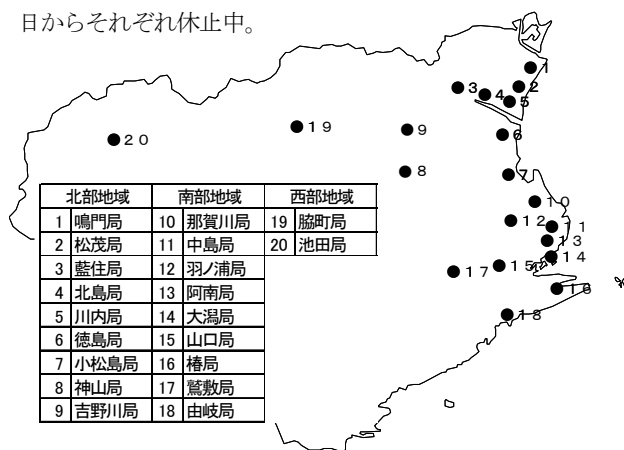 日からそれぞれ休止中。
1
2
3
4
5
6
7
8
9
10
11
12
13
14
15
16
17
18
19
20
北部地域 南部地域 西部地域
1 鳴門局 10 那賀川局 19 脇町局
2 松茂局 11 中島局 20 池田局
3 藍住局 12 羽ノ浦局
4 北島局 13 阿南局
5 川内局 14 大潟局
6 徳島局 15 山口局
7 小松島局 16 椿局
8 神山局 17 鷲敷局
9 吉野川局 18 由岐局